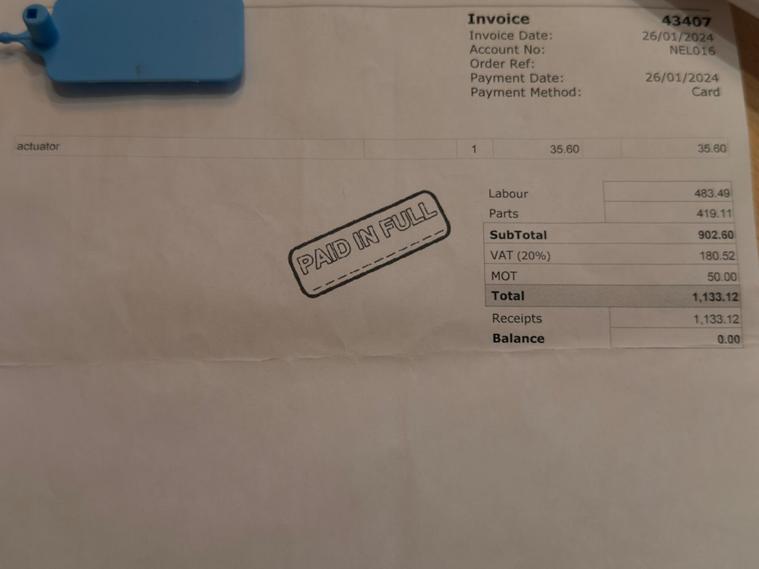 Invoice 43407
Invoice Date: 26/01/2024
Account No: NEL016
Order Ref:
Payment Date: 26/01/2024
Payment Method: Card
actuator 1 35.60 35.60
Labour 483.49
Parts 419.11
SubTotal 902.60
VAT (20%) 180.52
MOT 50.00
Total 1,133.12
Receipts 1,133.12
Balance 0.00
PAID IN FULL